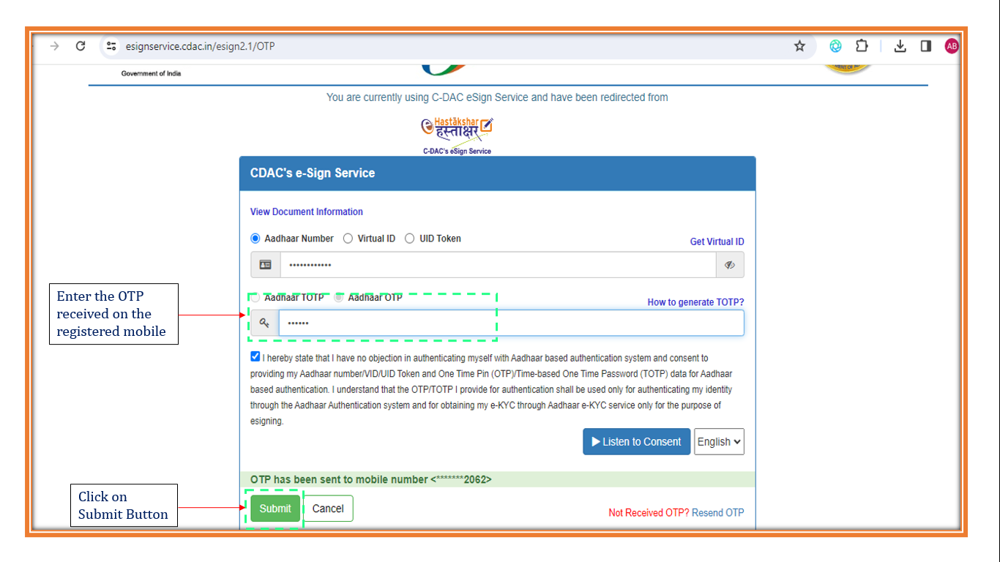 esignservice.cdac.in/esign2.1/OTP
AB
Government of India
You are currently using C-DAC eSign Service and have been redirected from
e Hastākshar
हस्ताक्षर
C-DAC's eSign Service
CDAC's e-Sign Service
View Document Information
Aadhaar Number Virtual ID UID Token
Get Virtual ID
••••••••••••
Aadhaar TOTP Aadhaar OTP
How to generate TOTP?
••••••
Enter the OTP
received on the
registered mobile
I hereby state that I have no objection in authenticating myself with Aadhaar based authentication system and consent to
providing my Aadhaar number/VID/UID Token and One Time Pin (OTP)/Time-based One Time Password (TOTP) data for Aadhaar
based authentication. I understand that the OTP/TOTP I provide for authentication shall be used only for authenticating my identity
through the Aadhaar Authentication system and for obtaining my e-KYC through Aadhaar e-KYC service only for the purpose of
esigning.
Listen to Consent English
OTP has been sent to mobile number <*******2062>
Click on
Submit Button
Submit Cancel
Not Received OTP? Resend OTP